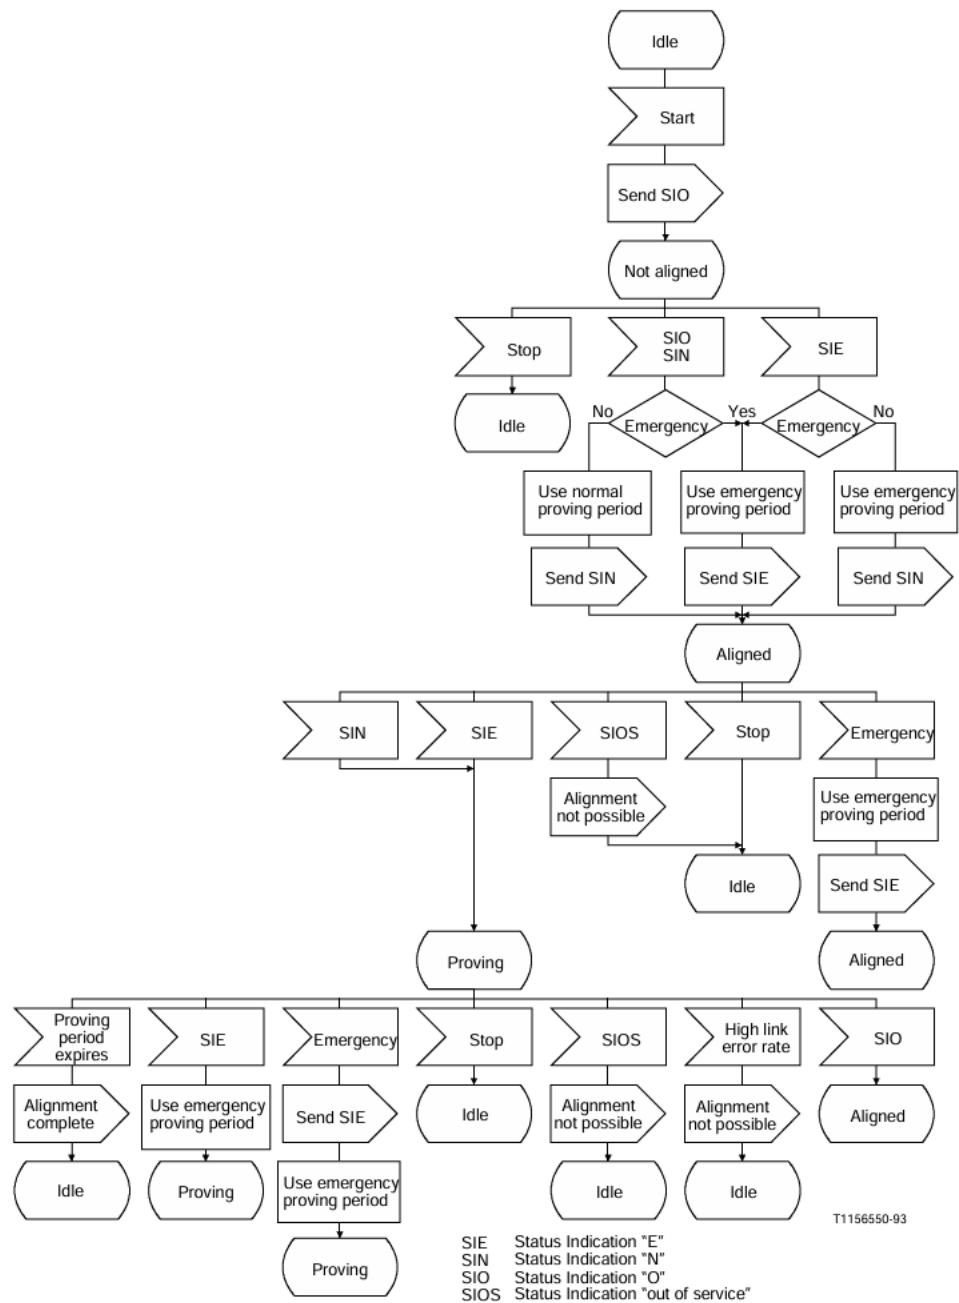 Idle
Start
Send SIO
Not aligned
Stop
SIO
SIN
SIE
Idle
No
Emergency
Yes
Emergency
No
Use normal
proving period
Use emergency
proving period
Use emergency
proving period
Send SIN
Send SIE
Send SIN
Aligned
SIN
SIE
SIOS
Stop
Emergency
Alignment
not possible
Use emergency
proving period
Idle
Send SIE
Proving
Aligned
Proving
period
expires
SIE
Emergency
Stop
SIOS
High link
error rate
SIO
Alignment
complete
Use emergency
proving period
Send SIE
Idle
Alignment
not possible
Alignment
not possible
Aligned
Idle
Proving
Use emergency
proving period
Idle
Idle
Proving
T1156550-93
SIE Status Indication "E"
SIN Status Indication "N"
SIO Status Indication "O"
SIOS Status Indication "out of service"